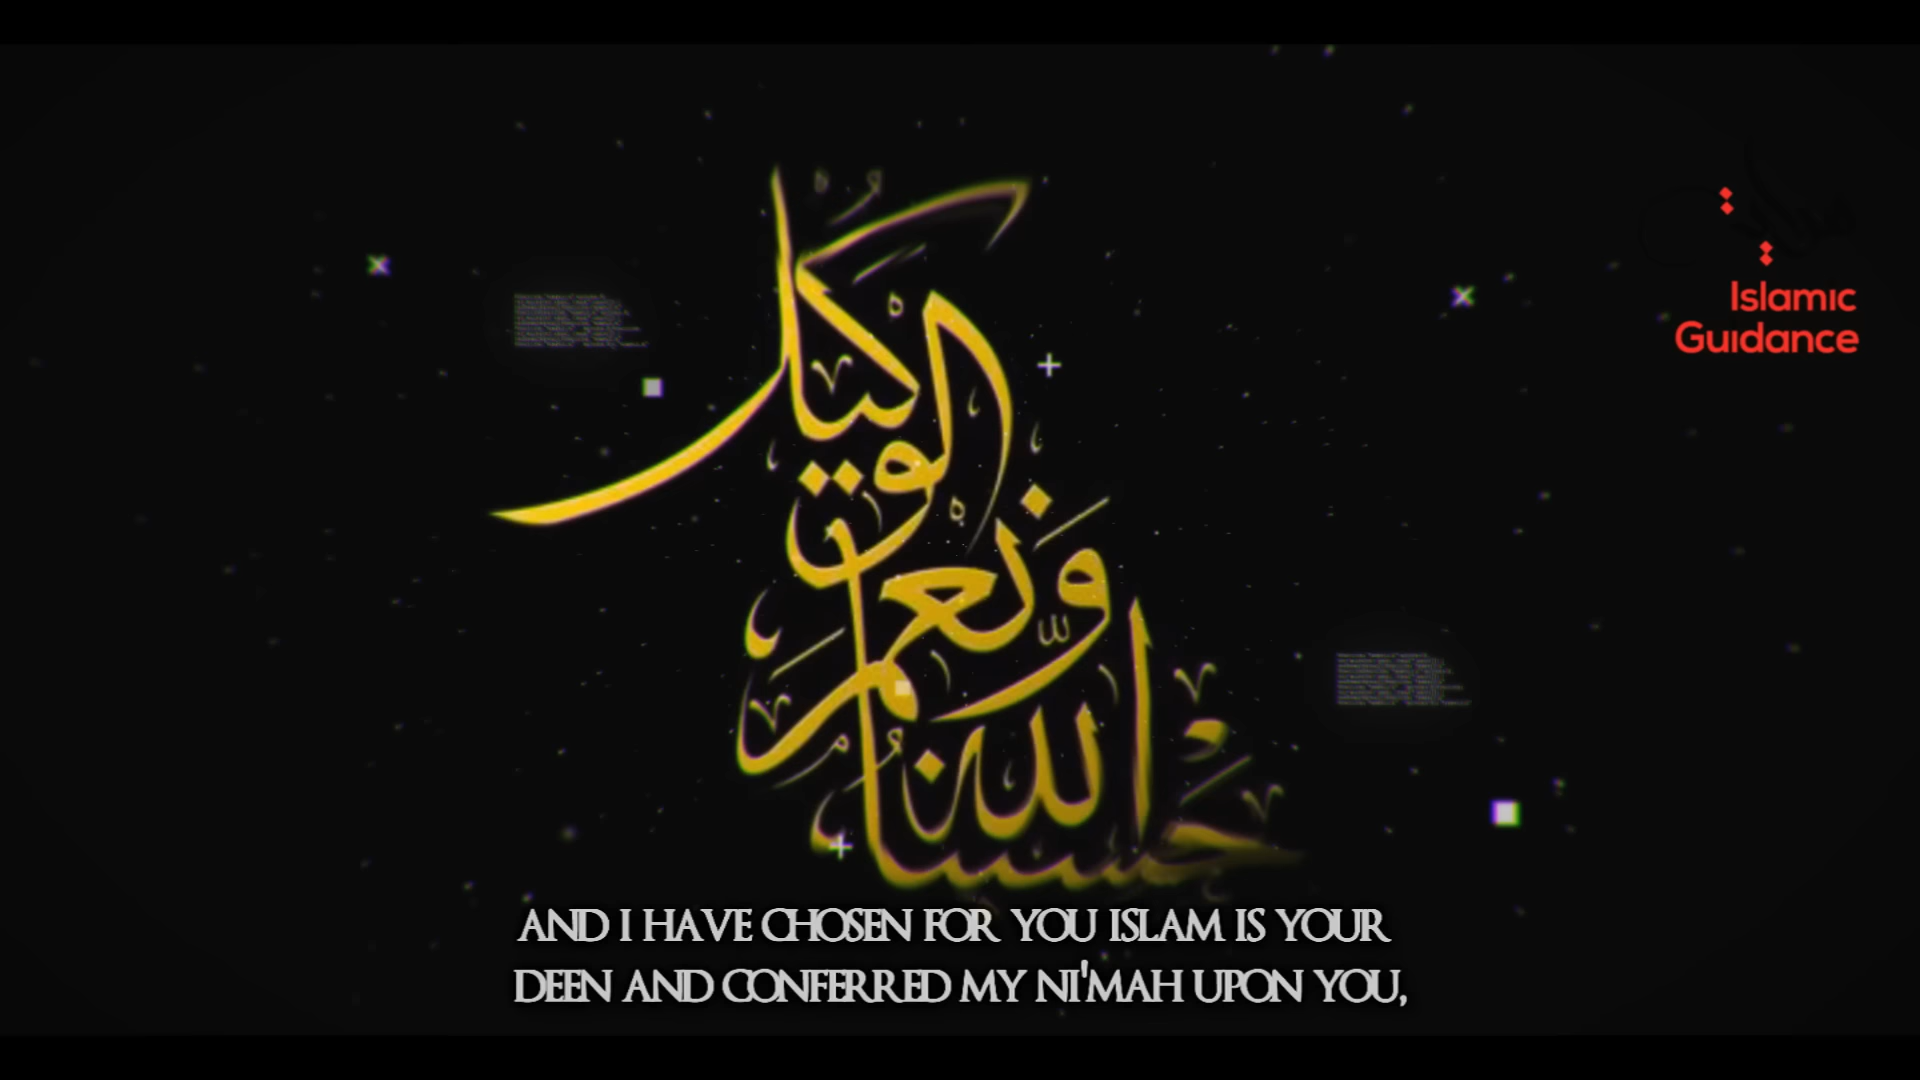 حسبنا الله
ونعم
الوكيل
Islamic
Guidance
AND I HAVE CHOSEN FOR YOU ISLAM IS YOUR
DEEN AND CONFERRED MY NI'MAH UPON YOU,